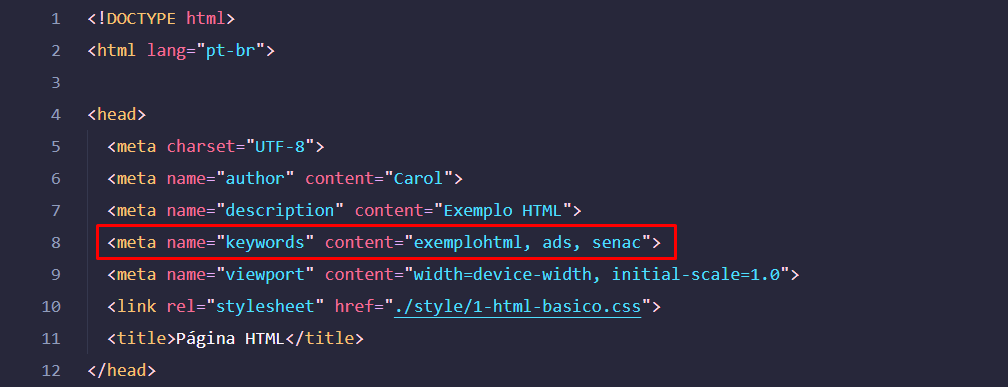 1 <!DOCTYPE html>
2 <html lang="pt-br">
3
4 <head>
5 <meta charset="UTF-8">
6 <meta name="author" content="Carol">
7 <meta name="description" content="Exemplo HTML">
8 <meta name="keywords" content="exemplohtml, ads, senac">
9 <meta name="viewport" content="width=device-width, initial-scale=1.0">
10 <link rel="stylesheet" href="./style/1-html-basico.css">
11 <title>Página HTML</title>
12 </head>